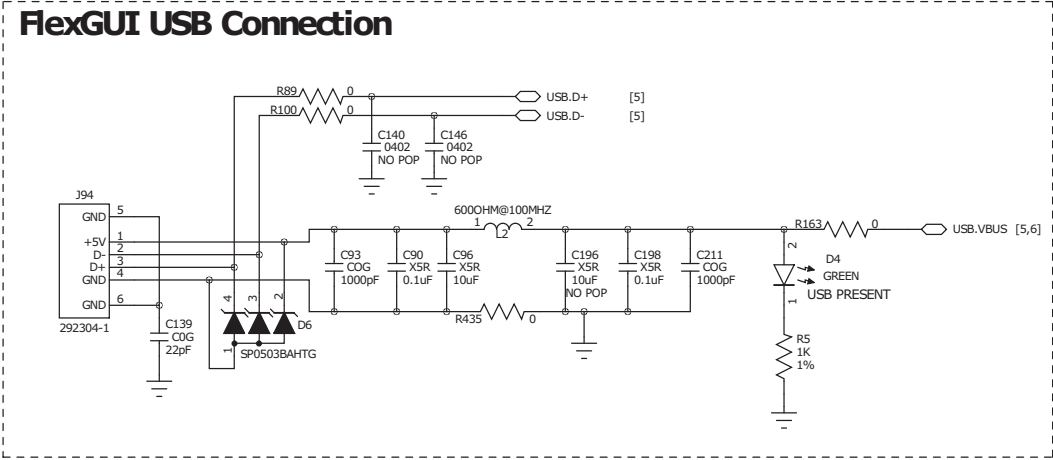 FlexGUI USB Connection
R89 0 USB.D+ [5]
R100 0 USB.D- [5]
C140 C146
0402 0402
NO POP NO POP
J94
GND 5
+5V 1
D- 2
D+ 3
GND 4
GND 6
292304-1
C139
C0G
22pF
4 3 2
1
D6
SP0503BAHTG
600OHM@100MHZ
1 2
L2
C93 C90 C96
COG X5R X5R
1000pF 0.1uF 10uF
R435 0
C196 C198 C211
X5R X5R COG
10uF 0.1uF 1000pF
NO POP
R163 0 USB.VBUS [5,6]
2
D4
GREEN
USB PRESENT
1
R5
1K
1%